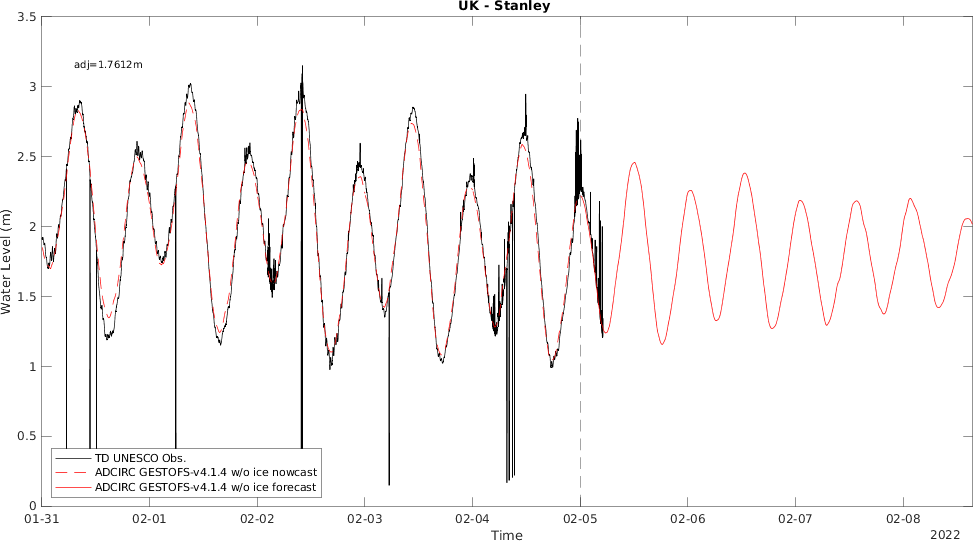 UK - Stanley
adj=1.7612m
3.5
3
2.5
2
1.5
1
0.5
0
Water Level (m)
TD UNESCO Obs.
ADCIRC GESTOFS-v4.1.4 w/o ice nowcast
ADCIRC GESTOFS-v4.1.4 w/o ice forecast
01-31 02-01 02-02 02-03 02-04 02-05 02-06 02-07 02-08
Time
2022